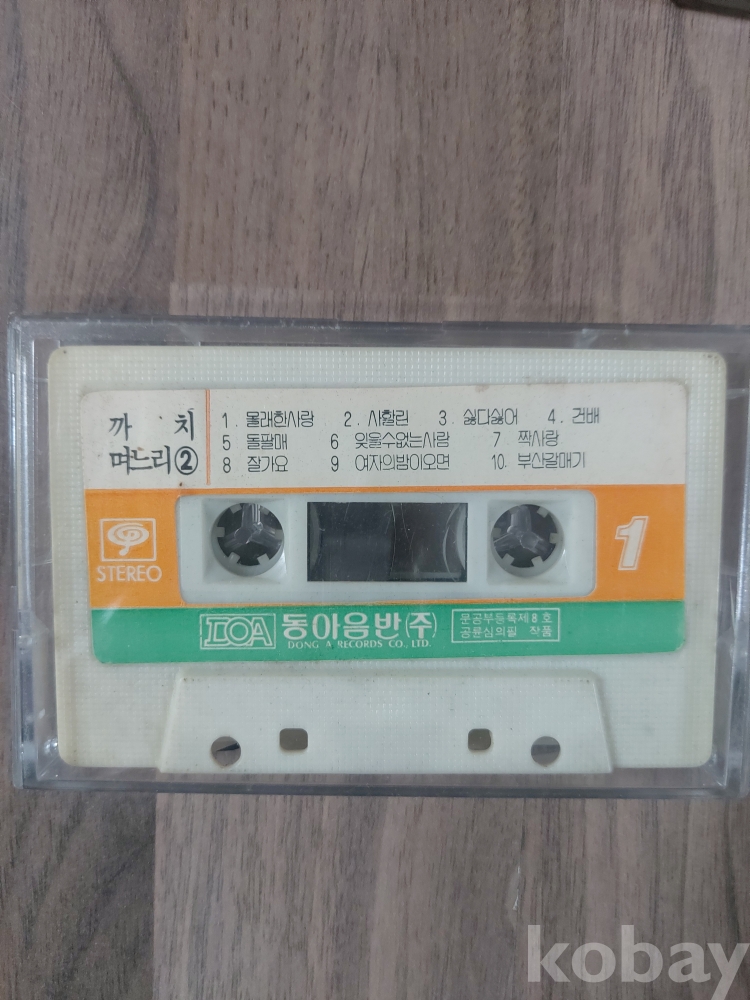 까 치
며느리②
1. 몰래한사랑 2. 사할린 3. 싫다싫어 4. 건배
5 돌팔매 6 잊을수없는사람 7 짝사랑
8 잘가요 9 여자의밤이오면 10. 부산갈매기
STEREO
1
DOA 동아음반(주)
DONG A RECORDS CO., LTD.
문공부등록제8호
공윤심의필 작품
kobay